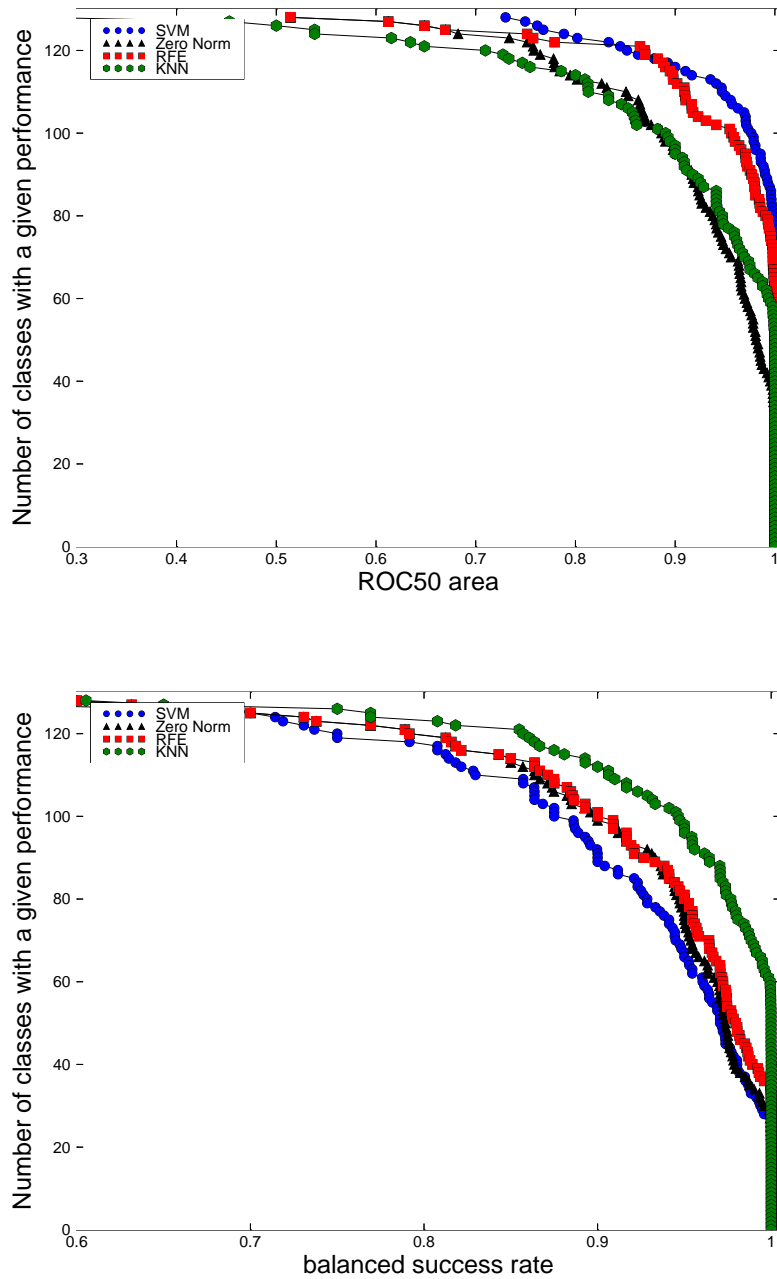 120
100
80
60
40
20
0
Number of classes with a given performance
SVM
Zero Norm
RFE
KNN
0.3 0.4 0.5 0.6 0.7 0.8 0.9 1
ROC50 area
120
100
80
60
40
20
0
Number of classes with a given performance
SVM
Zero Norm
RFE
KNN
0.6 0.7 0.8 0.9 1
balanced success rate